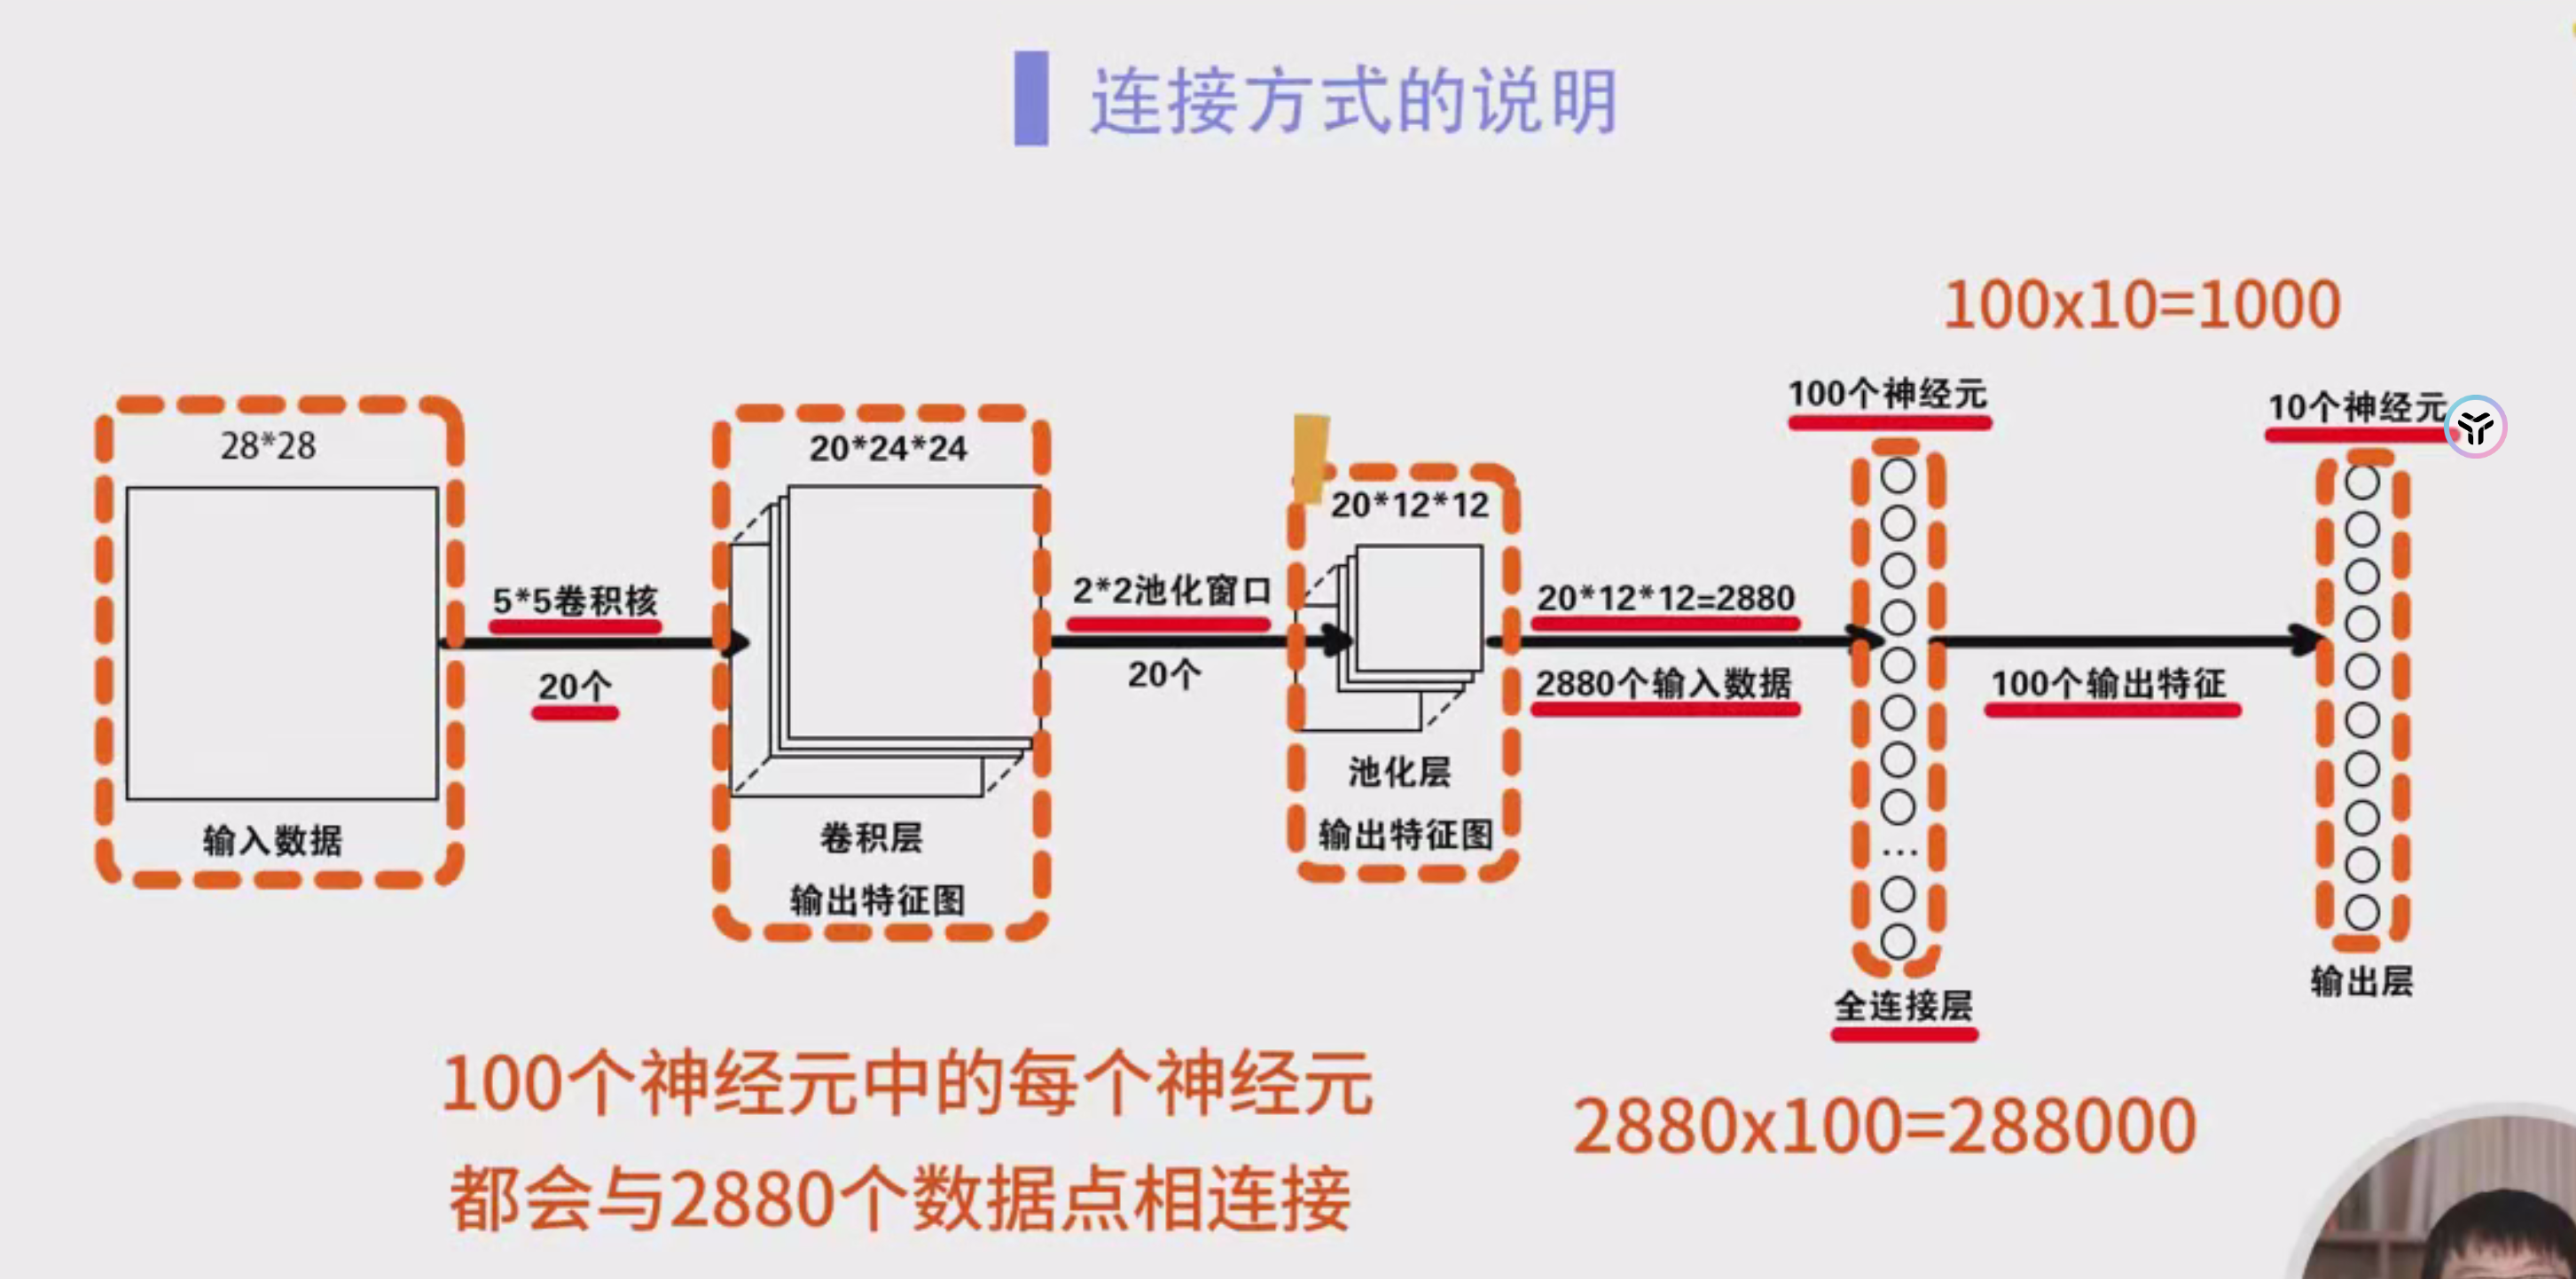 连接方式的说明
100x10=1000
28*28
输入数据
5*5卷积核
20个
20*24*24
卷积层
输出特征图
2*2池化窗口
20个
20*12*12
池化层
输出特征图
20*12*12=2880
2880个输入数据
100个神经元
全连接层
100个输出特征
10个神经元
输出层
100个神经元中的每个神经元
都会与2880个数据点相连接
2880x100=288000